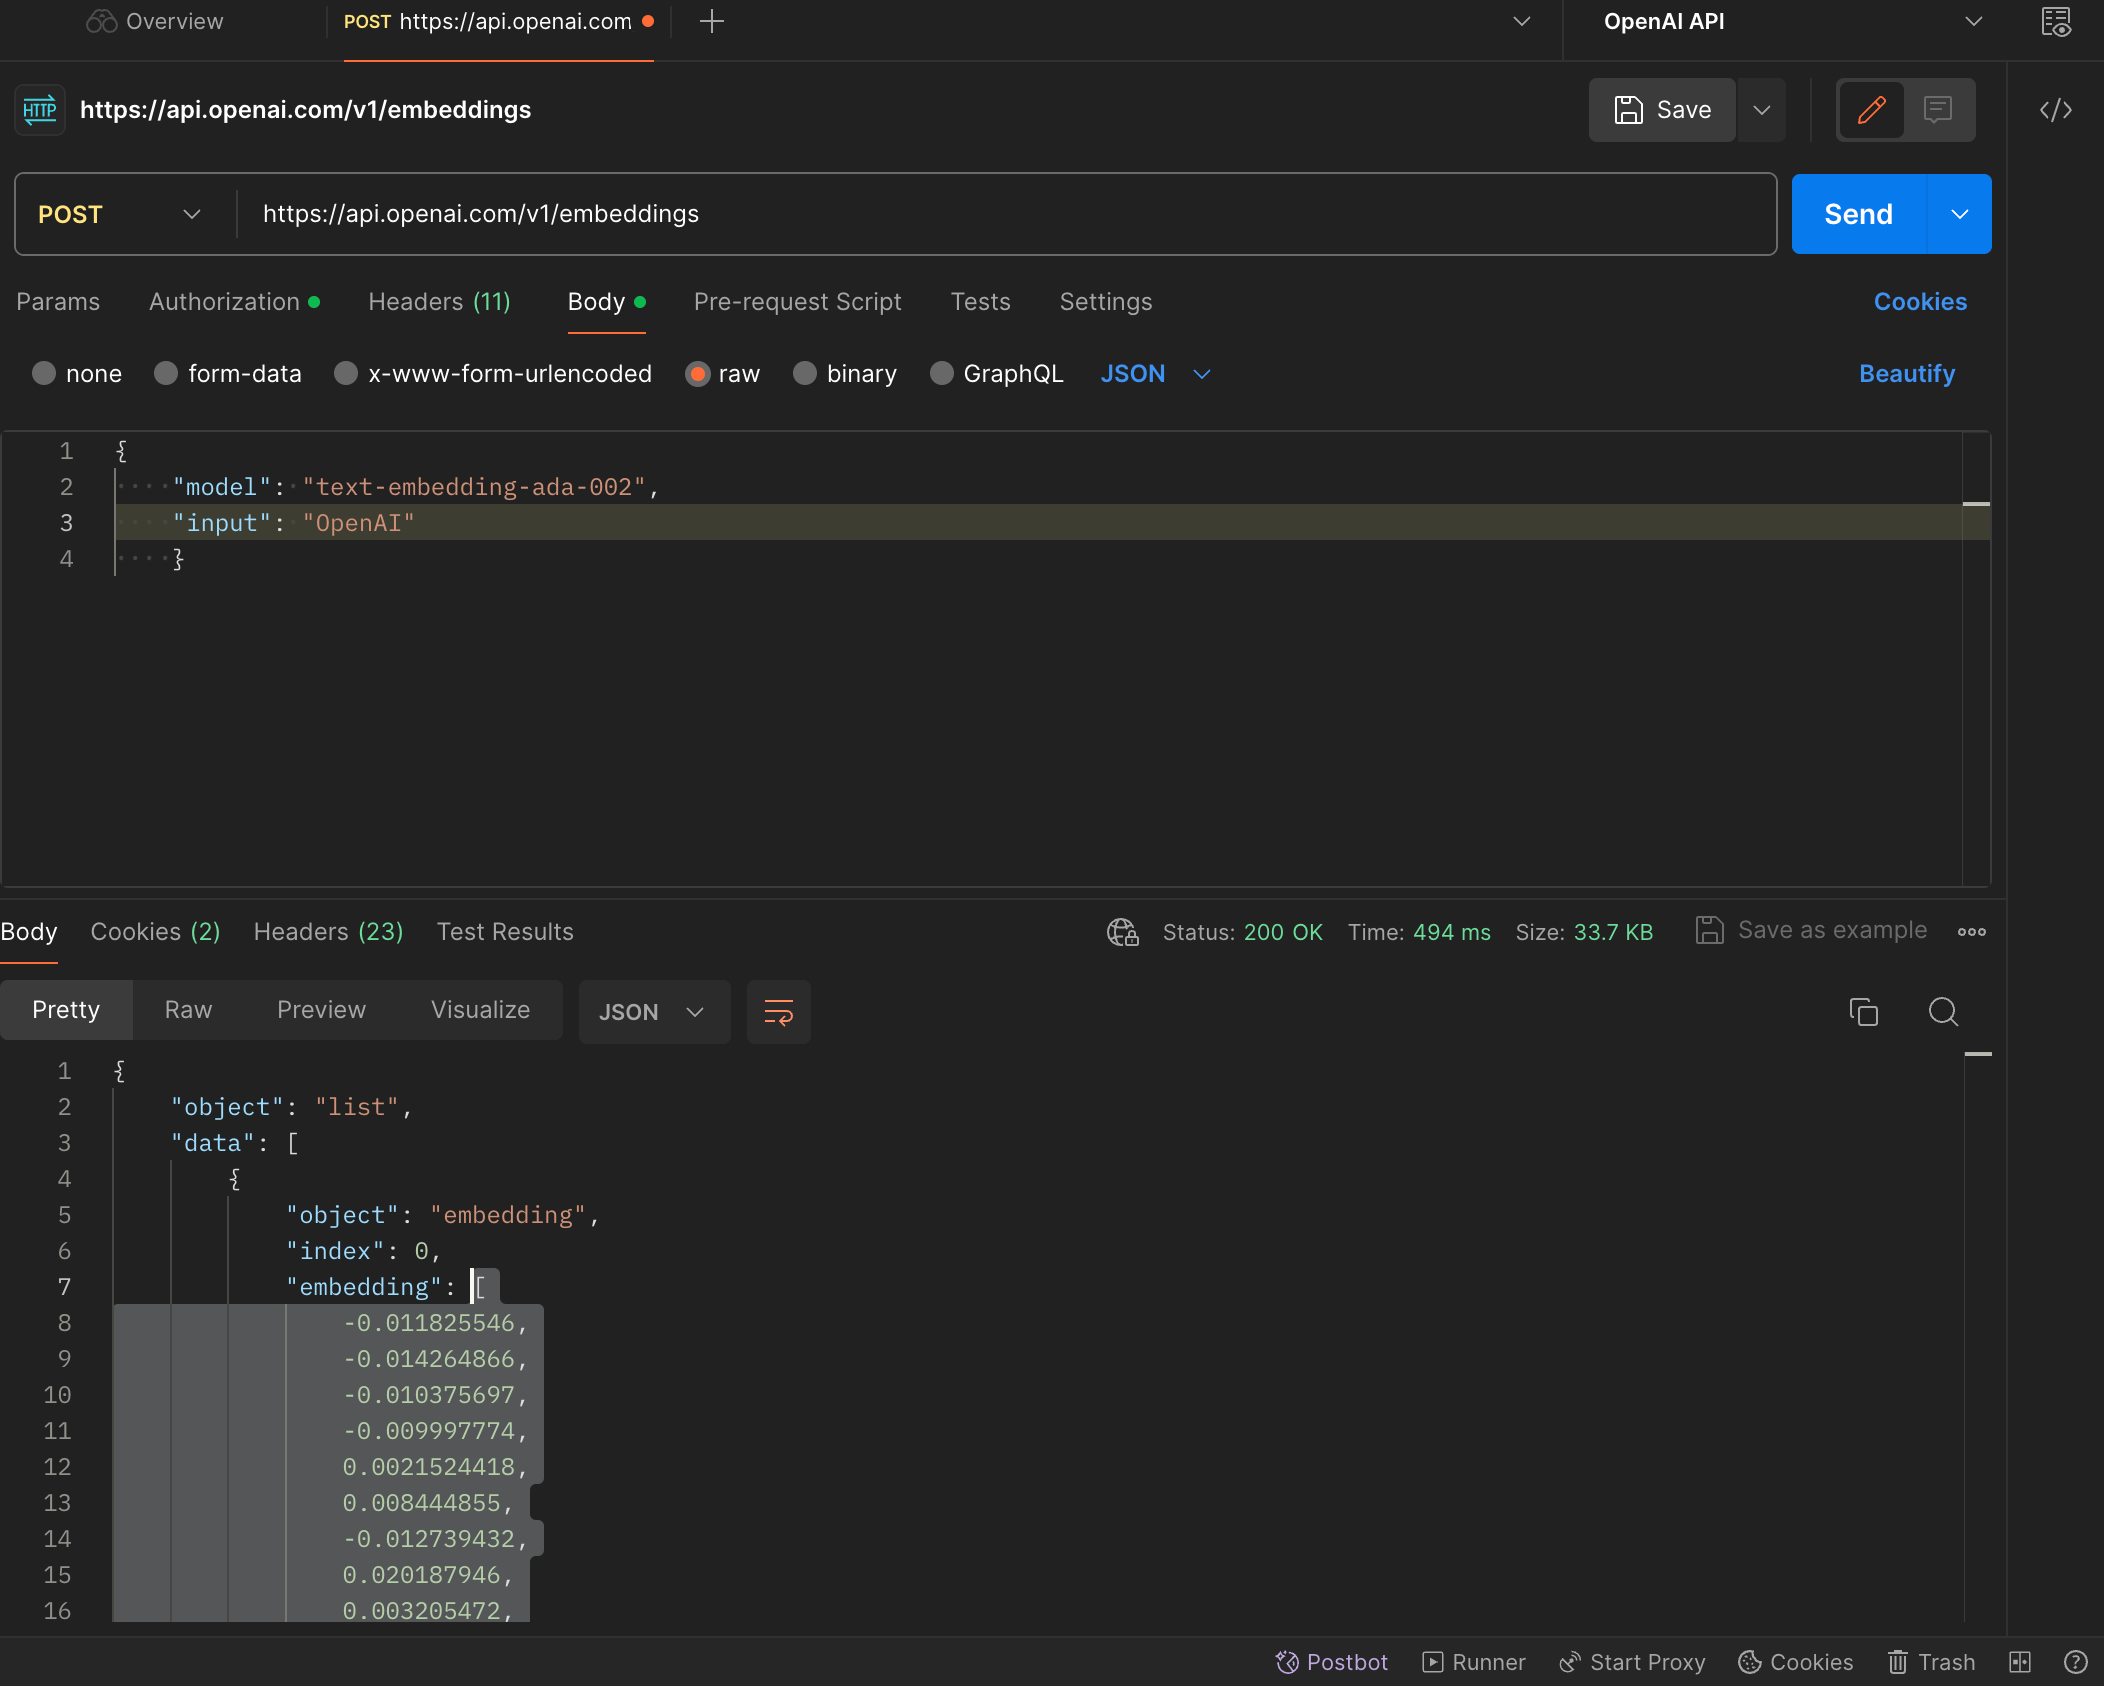 Overview
POST https://api.openai.com
OpenAI API
HTTP https://api.openai.com/v1/embeddings
Save
POST https://api.openai.com/v1/embeddings
Send
Params Authorization Headers (11) Body Pre-request Script Tests Settings Cookies
none form-data x-www-form-urlencoded raw binary GraphQL JSON Beautify
1 {
2 "model": "text-embedding-ada-002",
3 "input": "OpenAI"
4 }
Body Cookies (2) Headers (23) Test Results Status: 200 OK Time: 494 ms Size: 33.7 KB Save as example
Pretty Raw Preview Visualize JSON
1 {
2 "object": "list",
3 "data": [
4 {
5 "object": "embedding",
6 "index": 0,
7 "embedding": [
8 -0.011825546,
9 -0.014264866,
10 -0.010375697,
11 -0.009997774,
12 0.0021524418,
13 0.008444855,
14 -0.012739432,
15 0.020187946,
16 0.003205472,
Postbot Runner Start Proxy Cookies Trash